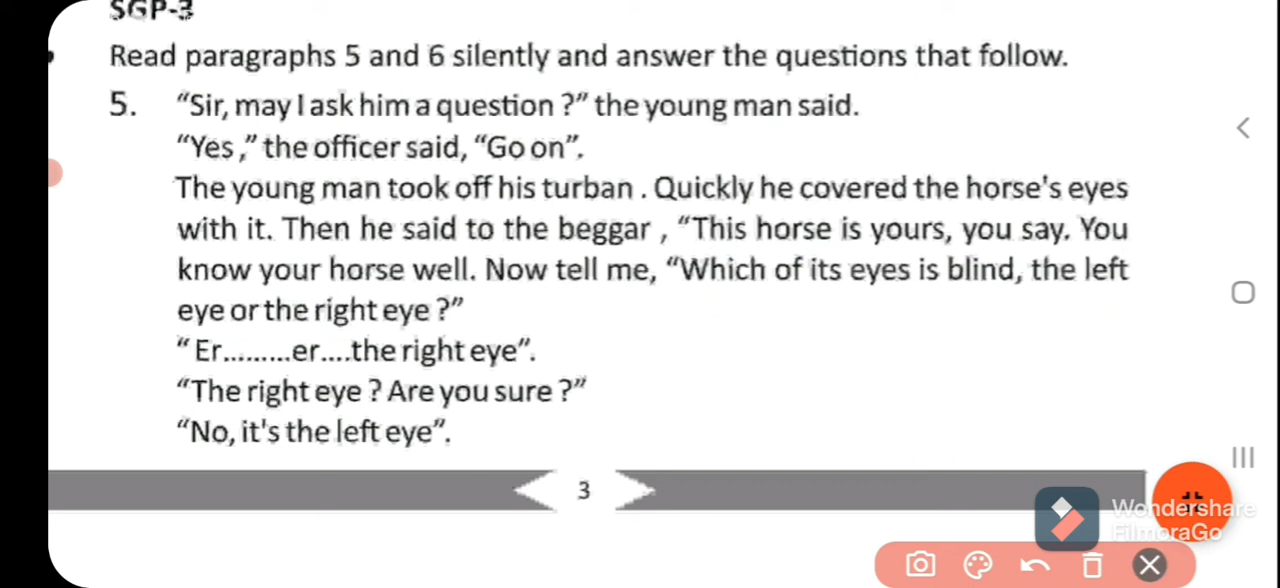 SGP-3
Read paragraphs 5 and 6 silently and answer the questions that follow.
5. “Sir, may I ask him a question ?” the young man said.
“Yes ,” the officer said, “Go on”.
The young man took off his turban . Quickly he covered the horse's eyes
with it. Then he said to the beggar , “This horse is yours, you say. You
know your horse well. Now tell me, “Which of its eyes is blind, the left
eye or the right eye ?”
“ Er.........er....the right eye”.
“The right eye ? Are you sure ?”
“No, it's the left eye”.
3
Wondershare
FilmoraGo